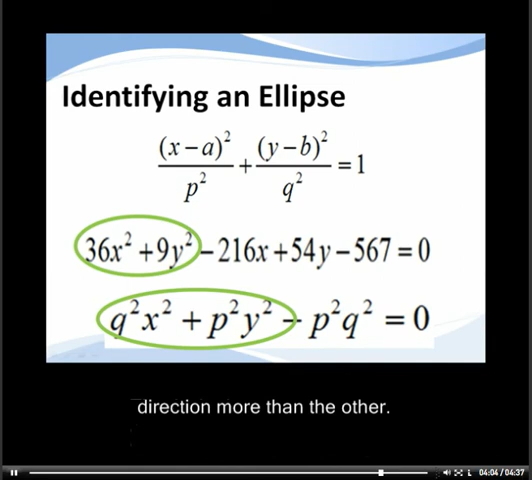 Identifying an Ellipse
(x-a)²/p² + (y-b)²/q² = 1
36x² + 9y² - 216x + 54y - 567 = 0
q²x² + p²y² - p²q² = 0
direction more than the other.
04:04 / 04:37